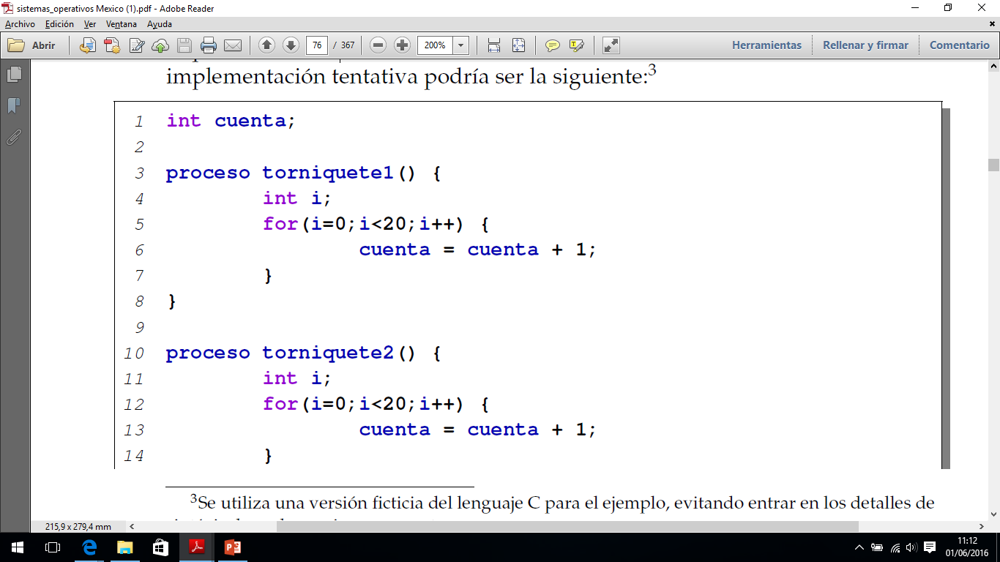 sistemas_operativos Mexico (1).pdf - Adobe Reader
Archivo Edición Ver Ventana Ayuda
Abrir 76 / 367 200% Herramientas Rellenar y firmar Comentario
implementación tentativa podría ser la siguiente:3
1 int cuenta;
2
3 proceso torniquete1() {
4 int i;
5 for(i=0;i<20;i++) {
6 cuenta = cuenta + 1;
7 }
8 }
9
10 proceso torniquete2() {
11 int i;
12 for(i=0;i<20;i++) {
13 cuenta = cuenta + 1;
14 }
3Se utiliza una versión ficticia del lenguaje C para el ejemplo, evitando entrar en los detalles de
215,9 x 279,4 mm
11:12
01/06/2016